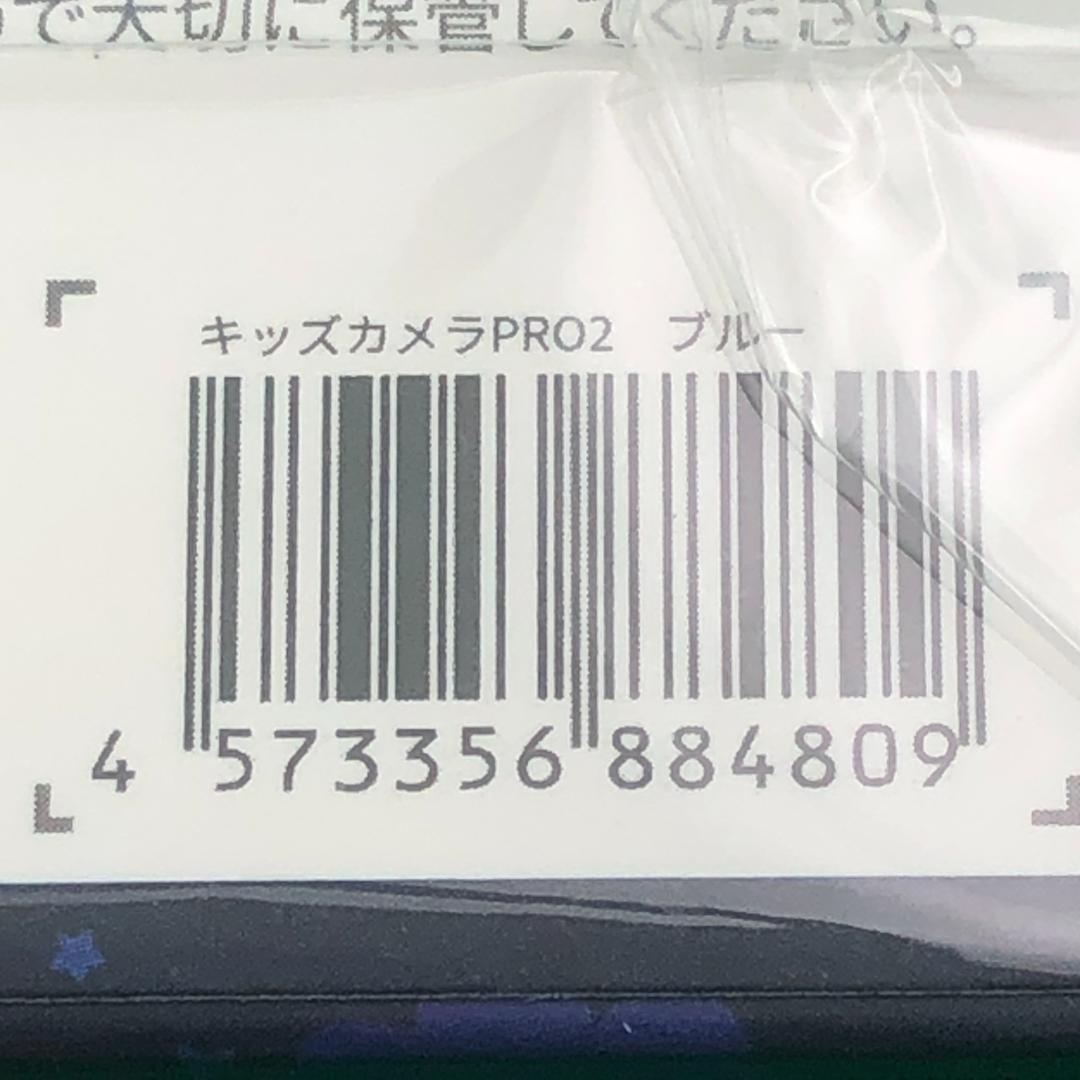 で大切に保管してください。
キッズカメラPRO2　ブルー
4 573356 884809